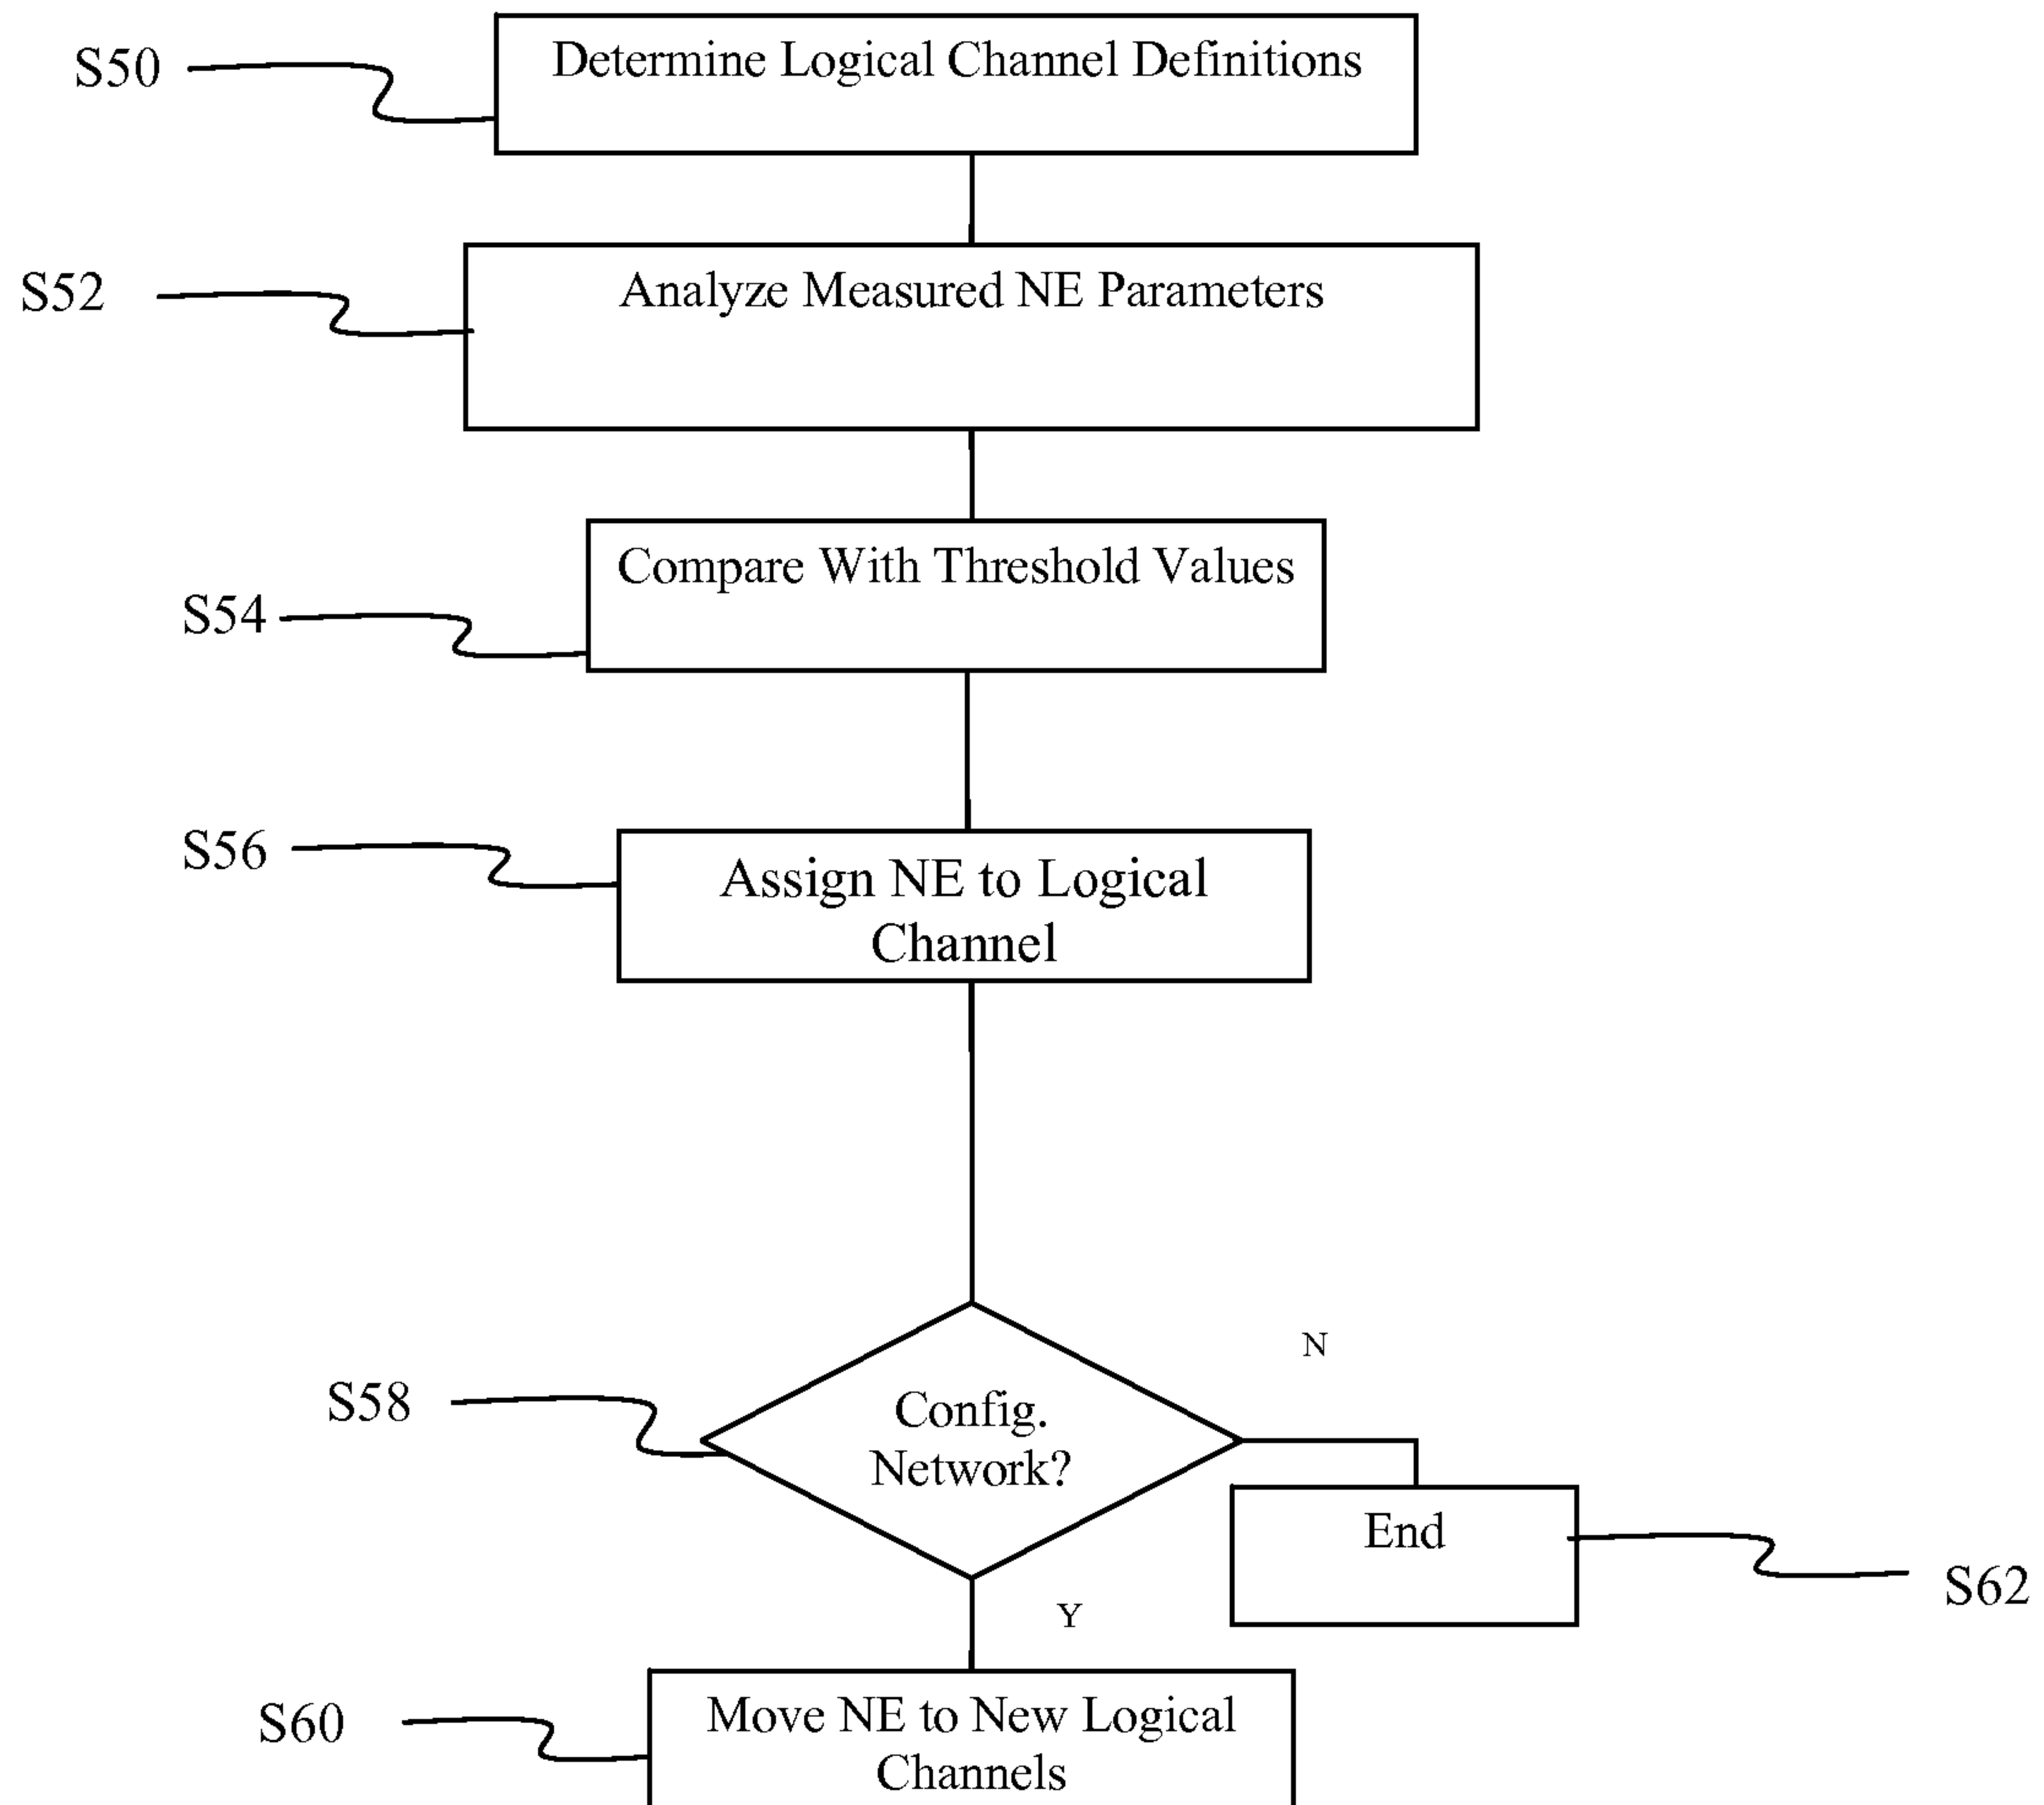 S50
Determine Logical Channel Definitions
S52
Analyze Measured NE Parameters
Compare With Threshold Values
S54
S56
Assign NE to Logical
Channel
N
S58
Config.
Network?
End
S62
Y
S60
Move NE to New Logical
Channels